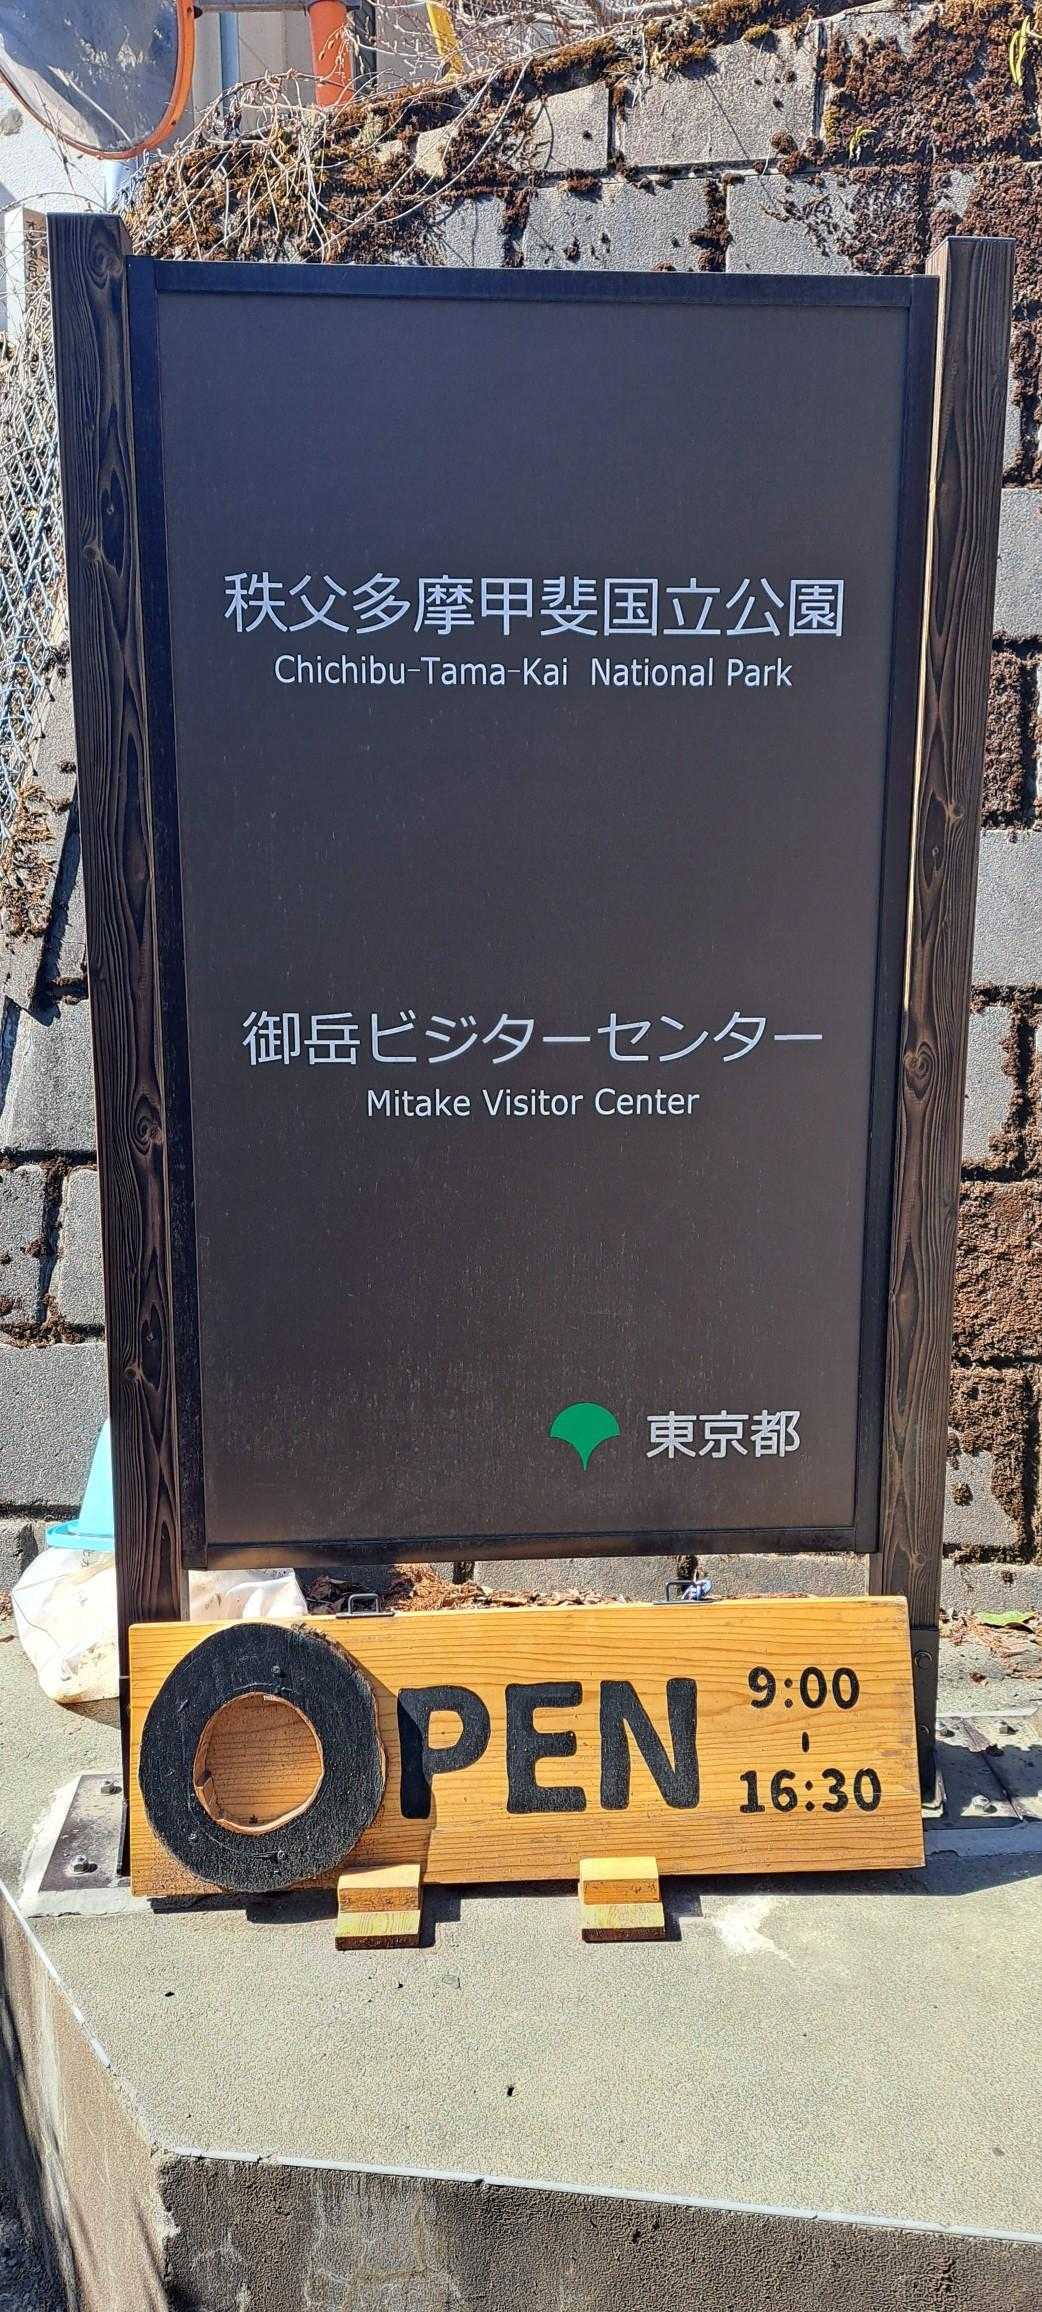 秩父多摩甲斐国立公園
Chichibu-Tama-Kai National Park
御岳ビジターセンター
Mitake Visitor Center
東京都
OPEN
9:00
-
16:30